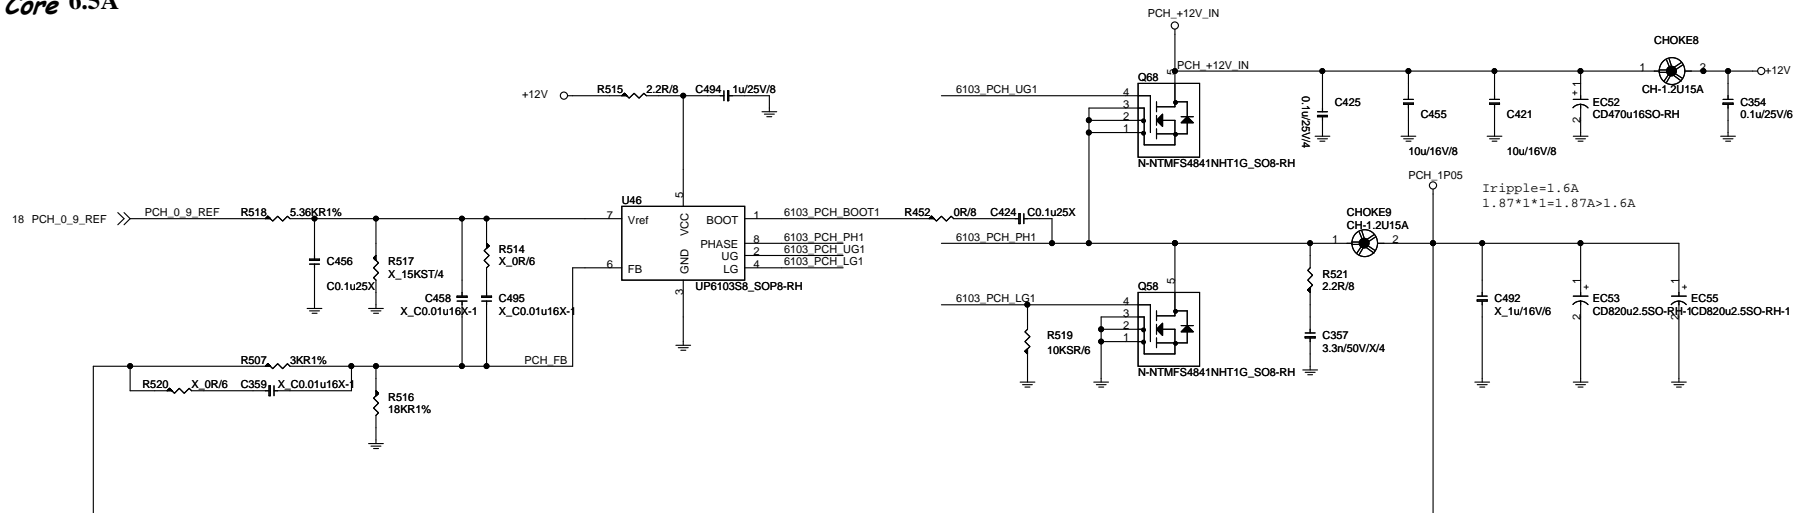 Core 6.5A
PCH_+12V_IN
CHOKE8
PCH_+12V_IN
1
2
+12V
CH-1.2U15A
Q68
5
6103_PCH_UG1
4
3
2
1
N-NTMFS4841NHT1G_SO8-RH
C425
0.1u/25V/4
C455
10u/16V/8
C421
10u/16V/8
1
+
2
EC52
CD470u16SO-RH
C354
0.1u/25V/6
+12V
R515
2.2R/8
C494
1u/25V/8
18 PCH_0_9_REF
PCH_0_9_REF
R518
5.36KR1%
C456
C0.1u25X
R517
X_15KST/4
C458
X_C0.01u16X-1
R514
X_0R/6
C495
X_C0.01u16X-1
U46
7
Vref
6
FB
5
VCC
GND
3
BOOT
1
PHASE
8
UG
2
LG
4
UP6103S8_SOP8-RH
6103_PCH_BOOT1
6103_PCH_PH1
6103_PCH_UG1
6103_PCH_LG1
R452
0R/8
C424
C0.1u25X
6103_PCH_PH1
PCH_1P05
Iripple=1.6A
1.87*1*1=1.87A>1.6A
CHOKE9
CH-1.2U15A
1
2
6103_PCH_LG1
R519
10KSR/6
Q58
5
4
3
2
1
N-NTMFS4841NHT1G_SO8-RH
R521
2.2R/8
C357
3.3n/50V/X/4
C492
X_1u/16V/6
1
+
2
EC53
CD820u2.5SO-RH-1
1
+
2
EC55
CD820u2.5SO-RH-1
R507
3KR1%
PCH_FB
R520
X_0R/6
C359
X_C0.01u16X-1
R516
18KR1%